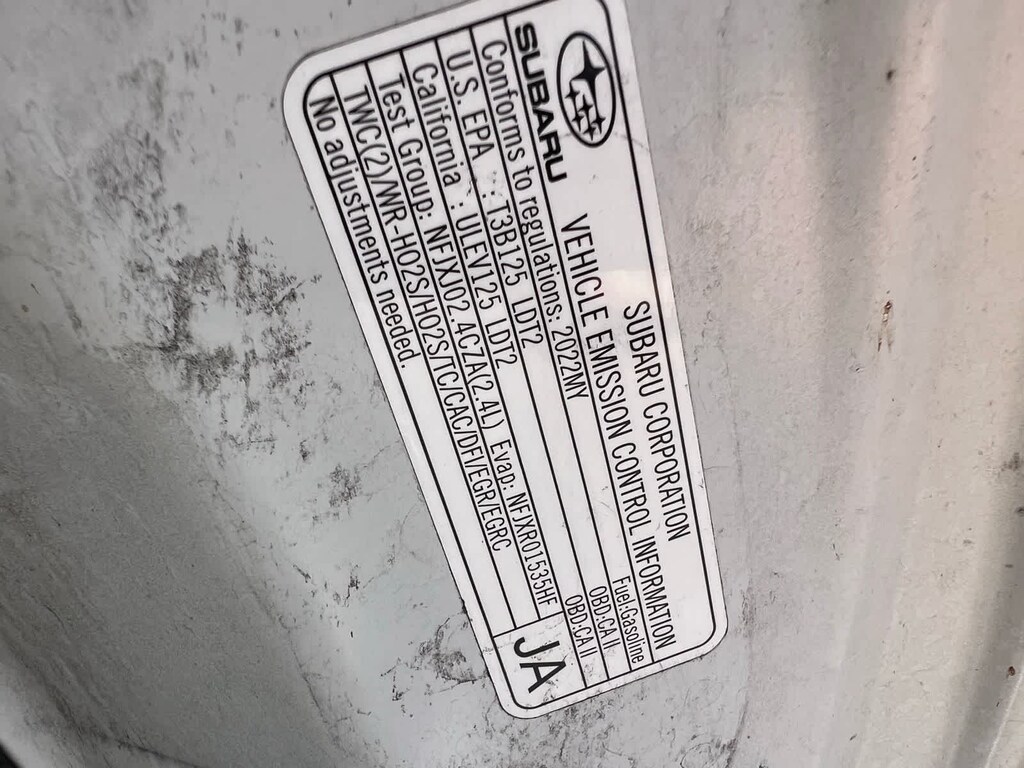 SUBARU CORPORATION
SUBARU VEHICLE EMISSION CONTROL INFORMATION
Conforms to regulations: 2022MY Fuel:Gasoline
U.S. EPA : T3B125 LDT2 OBD:CA II
California : ULEV125 LDT2 OBD:CA II
Test Group: NFJXJ02.4CZA(2.4L) Evap: NFJXR01535HF
TWC(2)/WR-HO2S/HO2S/TC/CAC/DFI/EGR/EGRC
No adjustments needed.
JA